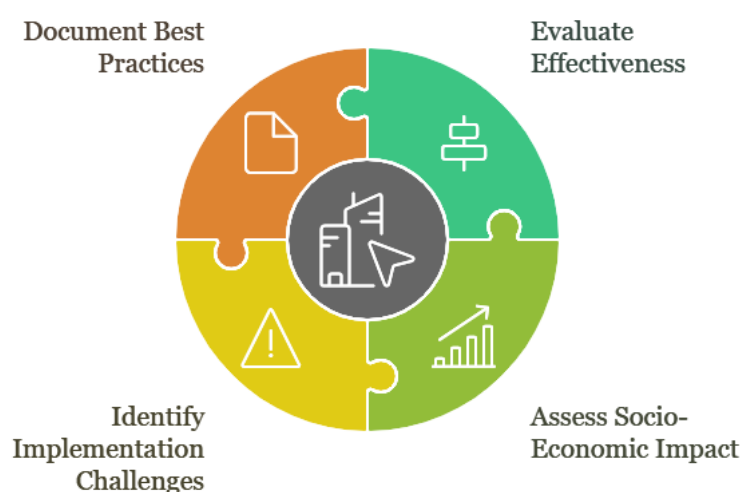 Document Best
Practices
Evaluate
Effectiveness
Identify
Implementation
Challenges
Assess Socio-
Economic Impact